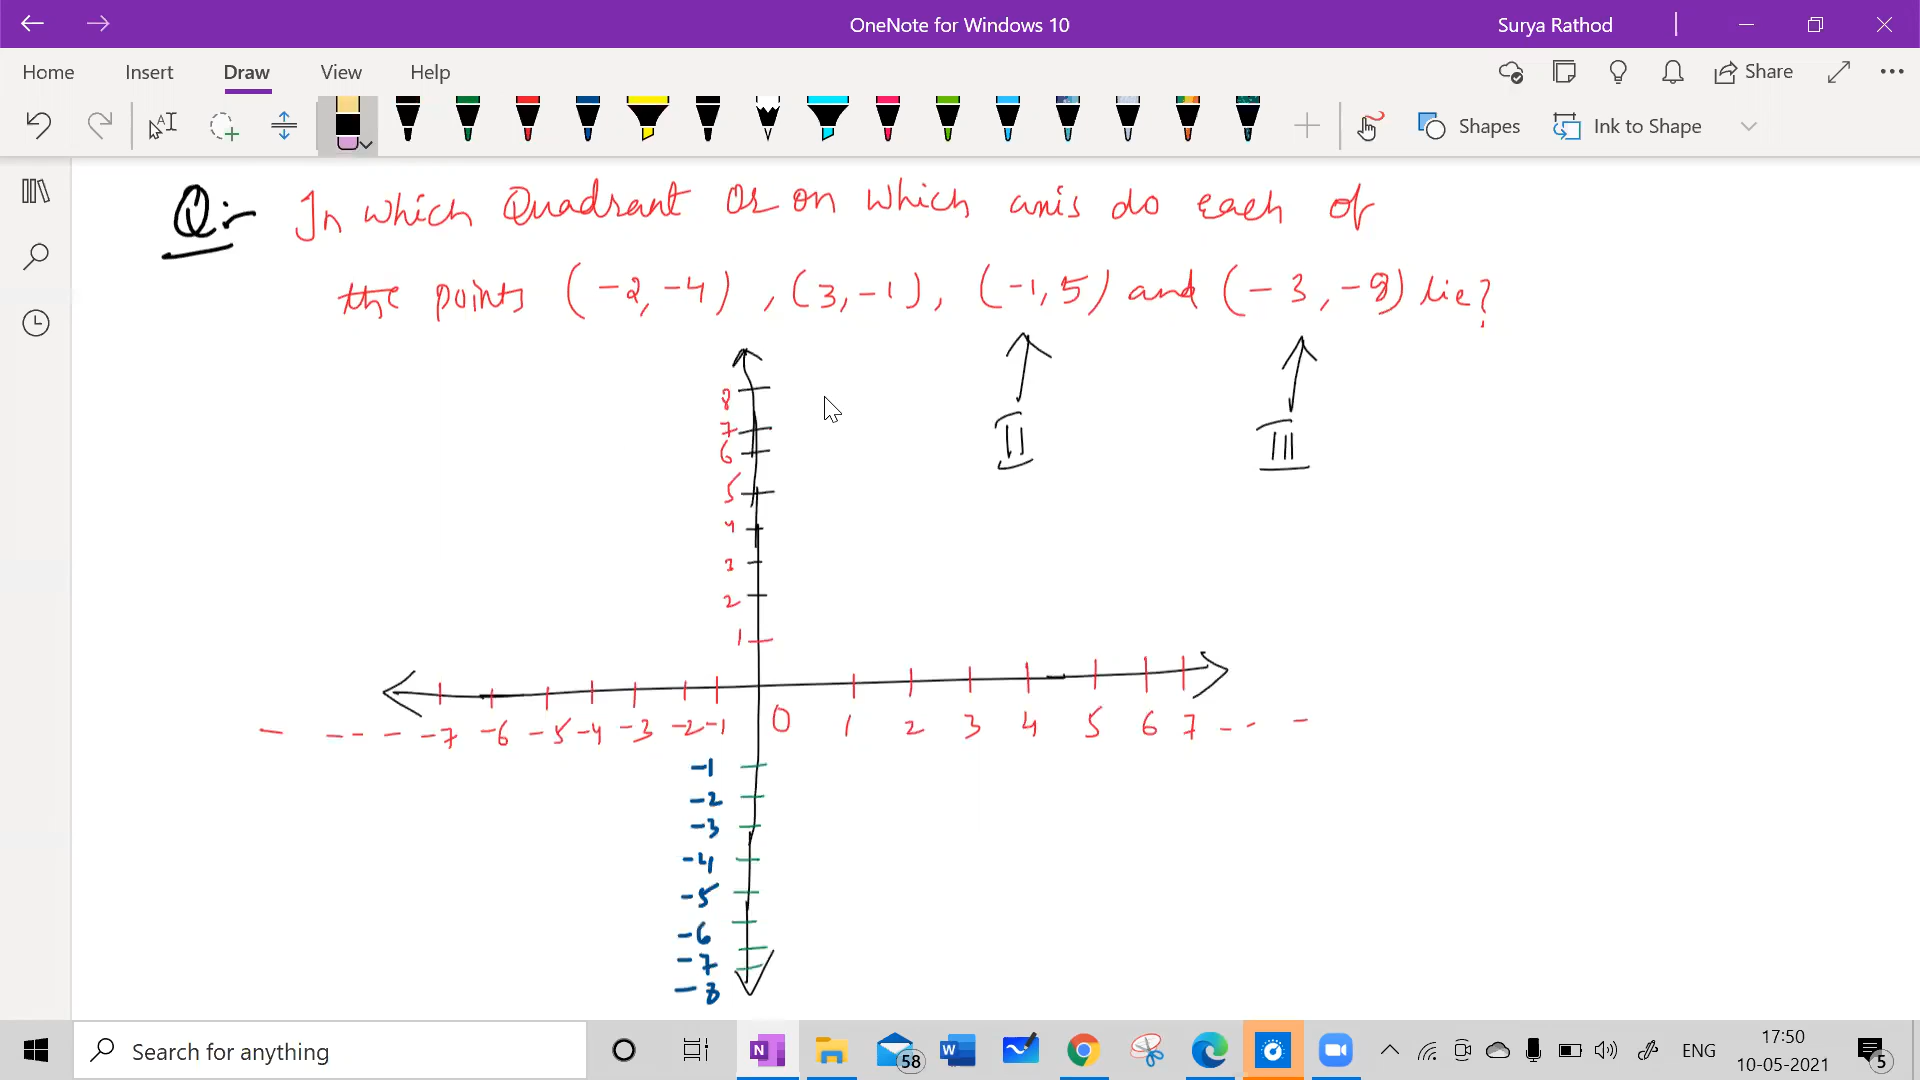 OneNote for Windows 10
Surya Rathod
Home Insert Draw View Help
Share
Shapes Ink to Shape
Q:- In which Quadrant Or on which axis do each of
the points (-2,-4), (3,-1), (-1,5) and (-3,-8) lie?
II
III
8
7
6
5
4
3
2
1
- - - - -7 -6 -5 -4 -3 -2 -1 0 1 2 3 4 5 6 7 - - -
-1
-2
-3
-4
-5
-6
-7
-8
Search for anything
58
ENG
17:50
10-05-2021
5